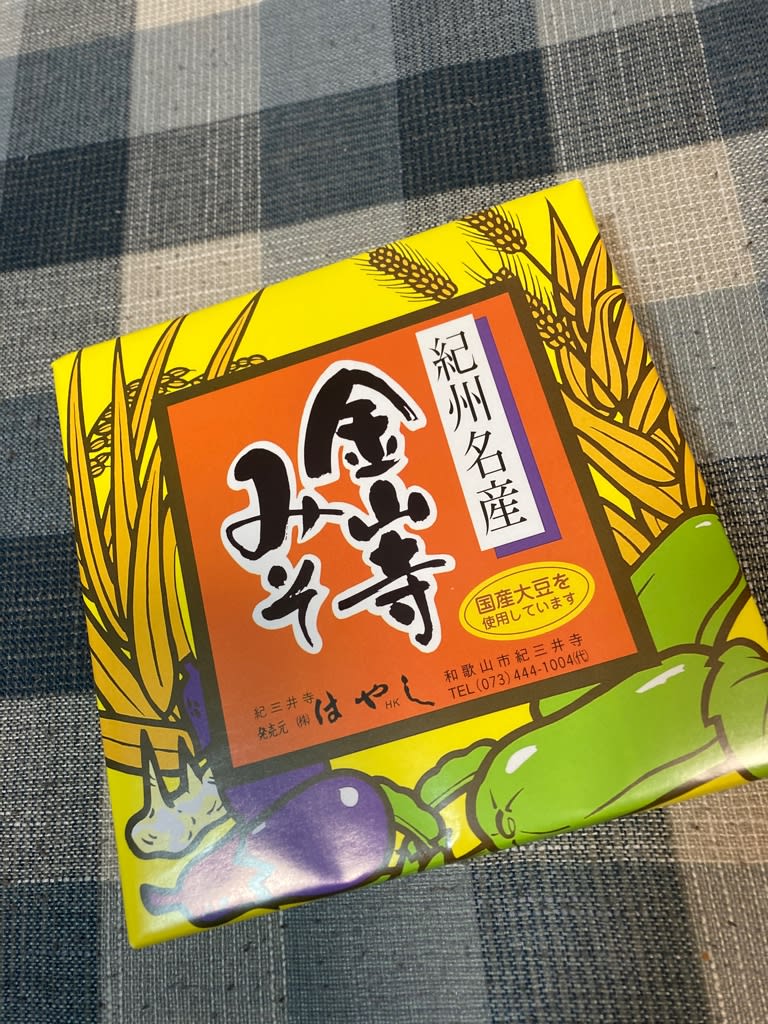 紀州名産
金山寺
みそ
国産大豆を
使用しています
紀三井寺
発売元 ㈱ はやし
HK
和歌山市紀三井寺
TEL(073)444-1004㈹